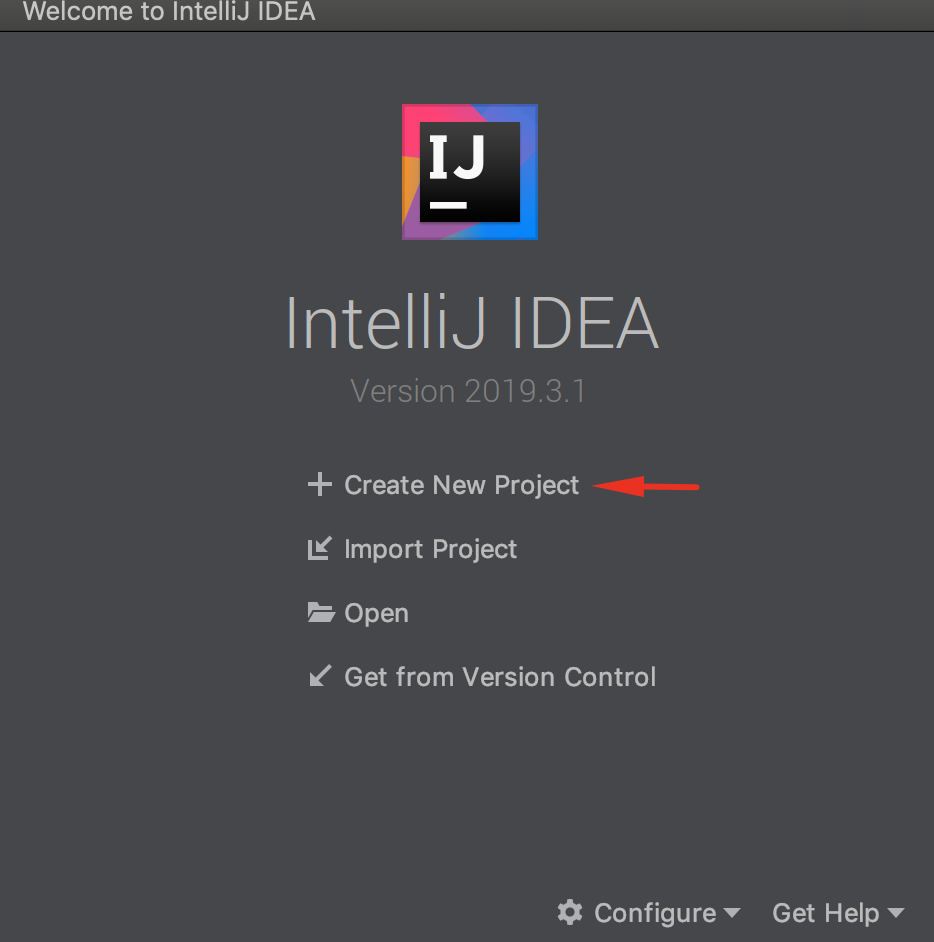 Welcome to IntelliJ IDEA
IJ
IntelliJ IDEA
Version 2019.3.1
Create New Project
Import Project
Open
Get from Version Control
Configure Get Help